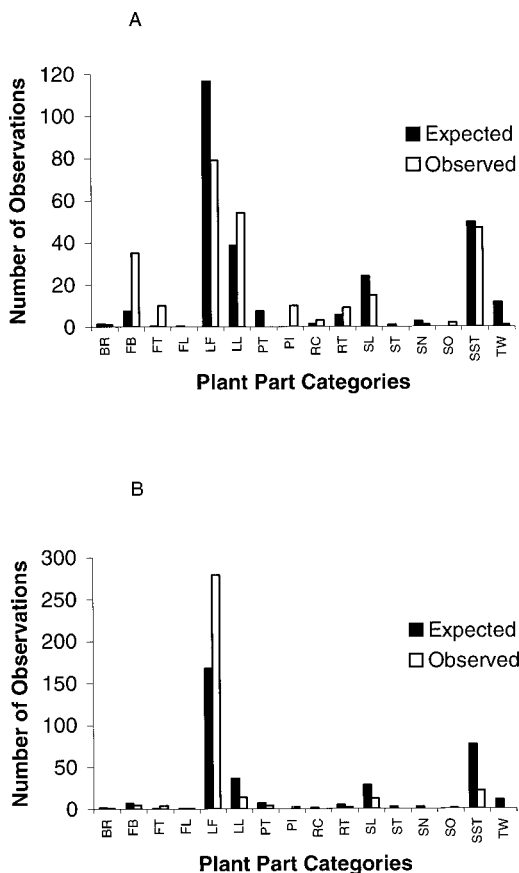 A
Number of Observations
120
100
80
60
40
20
0
Expected
Observed
BR FB FT FL LF LL PT PI RC RT SL ST SN SO SST TW
Plant Part Categories
B
Number of Observations
300
250
200
150
100
50
0
Expected
Observed
BR FB FT FL LF LL PT PI RC RT SL ST SN SO SST TW
Plant Part Categories